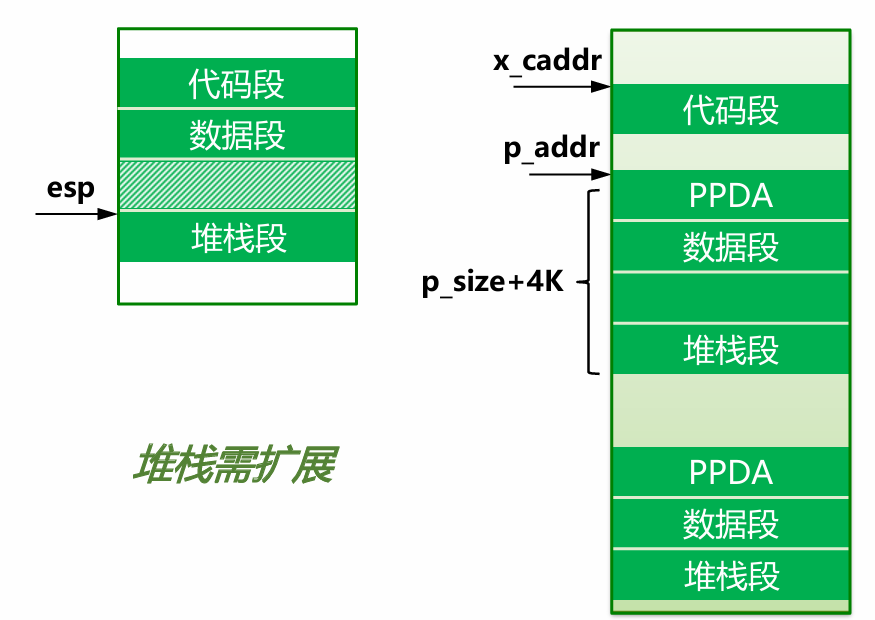 代码段
数据段
esp
堆栈段
堆栈需扩展
x_caddr
代码段
p_addr
PPDA
数据段
p_size+4K
堆栈段
PPDA
数据段
堆栈段